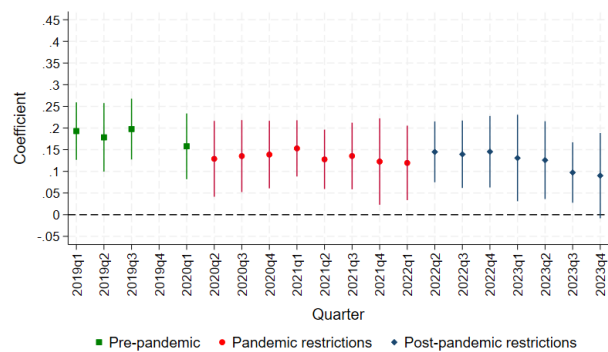 Coefficient
.45
.4
.35
.3
.25
.2
.15
.1
.05
0
-.05
2019q1
2019q2
2019q3
2019q4
2020q1
2020q2
2020q3
2020q4
2021q1
2021q2
2021q3
2021q4
2022q1
2022q2
2022q3
2022q4
2023q1
2023q2
2023q3
2023q4
Quarter
Pre-pandemic Pandemic restrictions Post-pandemic restrictions